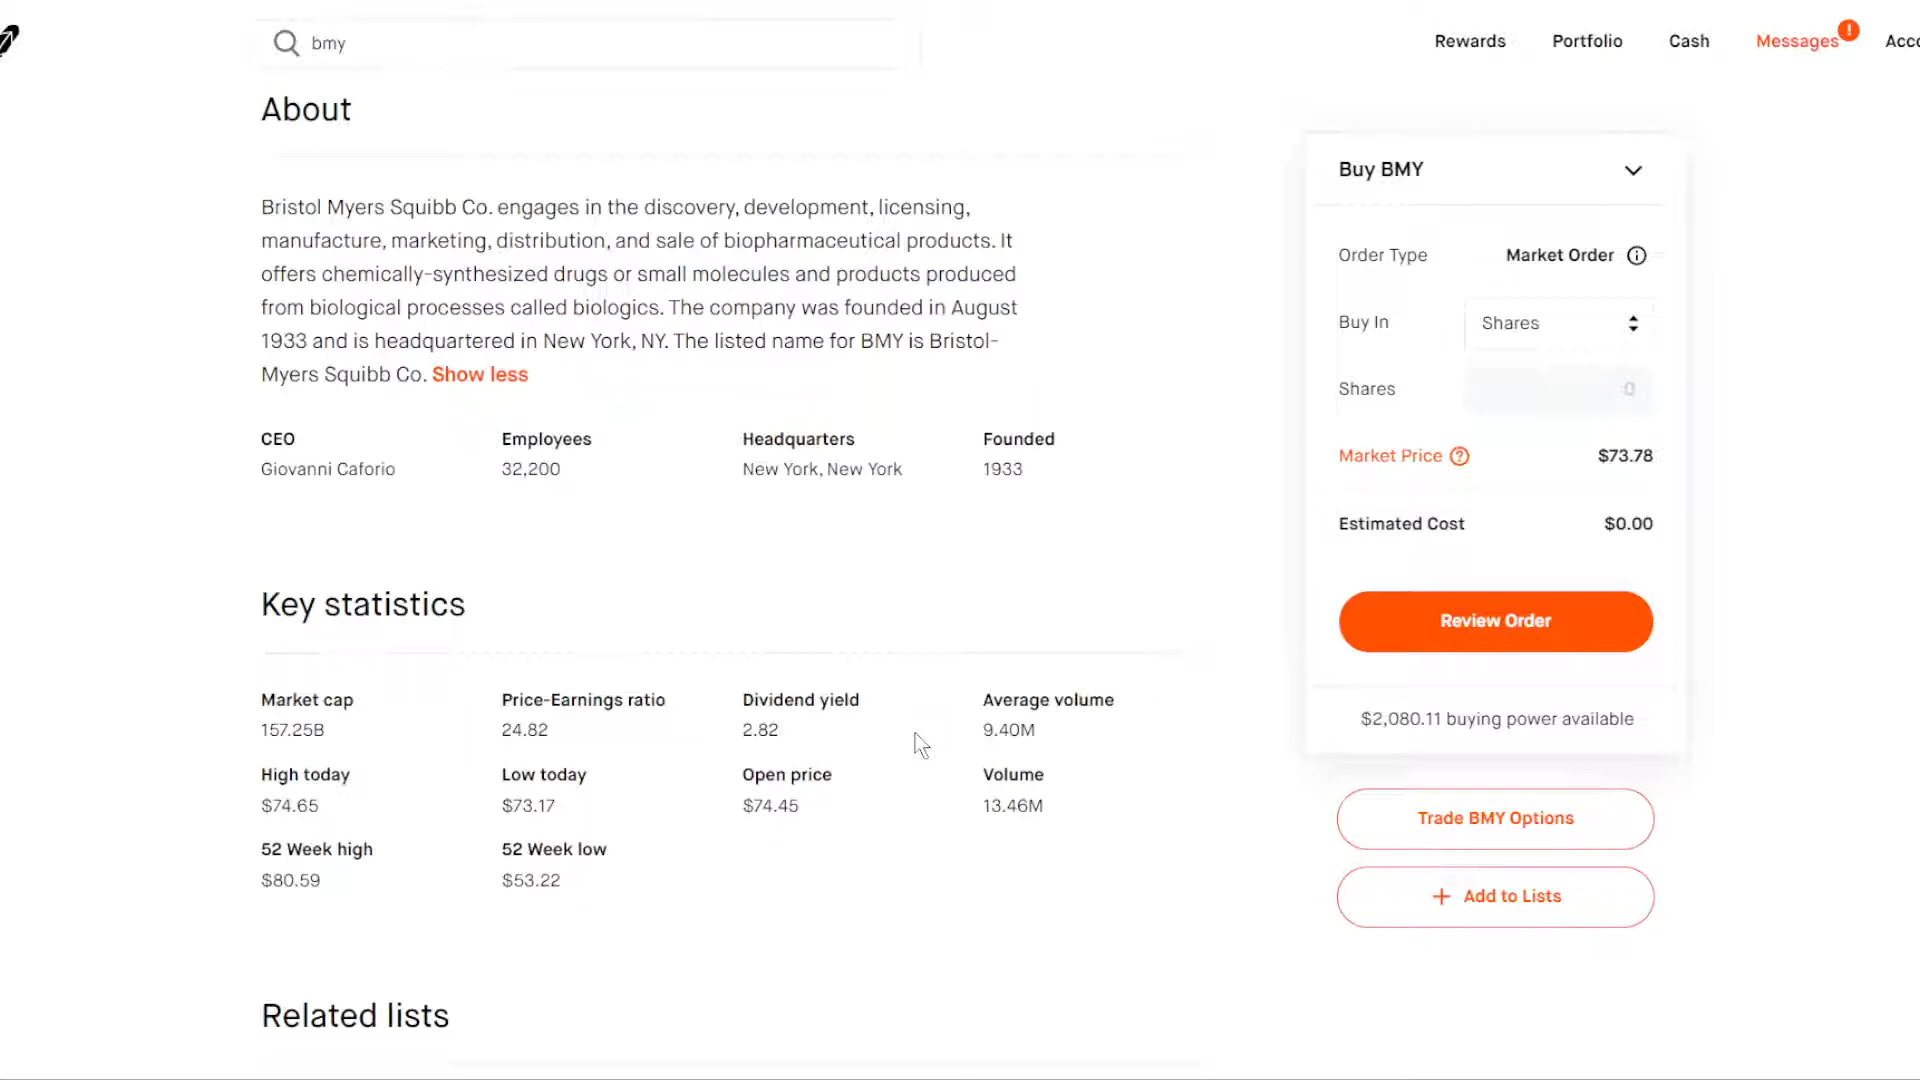 bmy
Rewards
Portfolio
Cash
Messages
!
Acco
About
Bristol Myers Squibb Co. engages in the discovery, development, licensing,
manufacture, marketing, distribution, and sale of biopharmaceutical products. It
offers chemically-synthesized drugs or small molecules and products produced
from biological processes called biologics. The company was founded in August
1933 and is headquartered in New York, NY. The listed name for BMY is Bristol-
Myers Squibb Co. Show less
CEO
Giovanni Caforio
Employees
32,200
Headquarters
New York, New York
Founded
1933
Key statistics
Market cap
157.25B
Price-Earnings ratio
24.82
Dividend yield
2.82
Average volume
9.40M
High today
$74.65
Low today
$73.17
Open price
$74.45
Volume
13.46M
52 Week high
$80.59
52 Week low
$53.22
Related lists
Buy BMY
Order Type
Market Order
Buy In
Shares
Shares
0
Market Price
$73.78
Estimated Cost
$0.00
Review Order
$2,080.11 buying power available
Trade BMY Options
+ Add to Lists